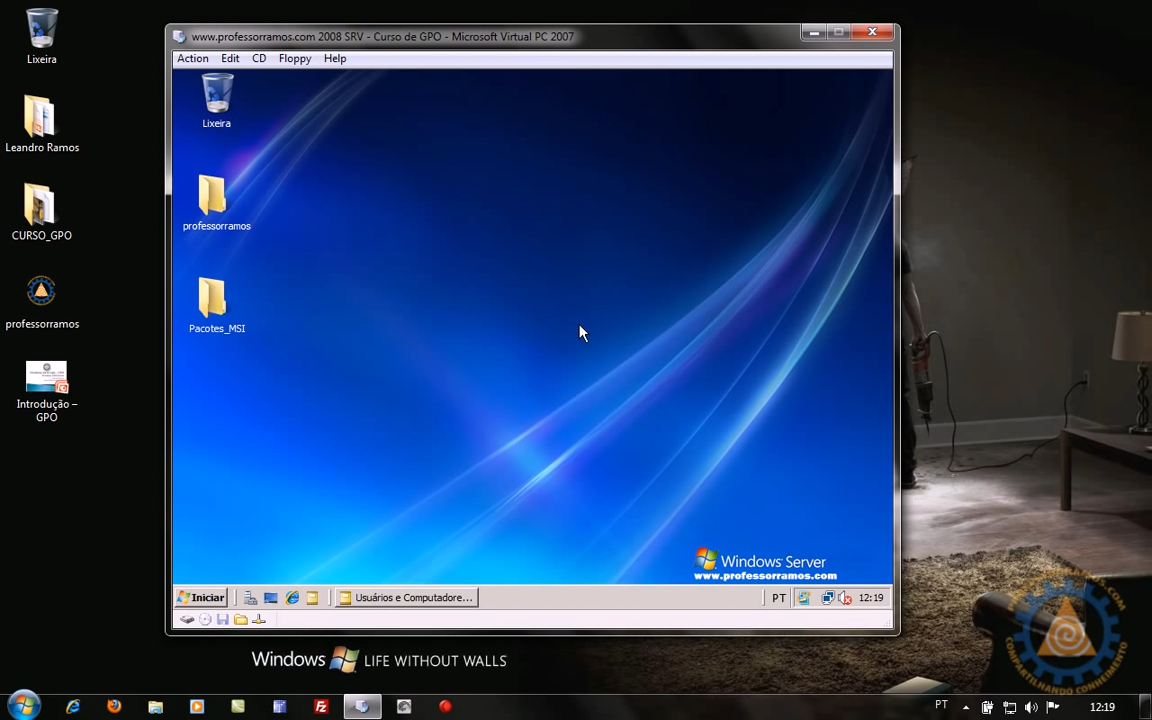 Lixeira
Leandro Ramos
CURSO_GPO
professorramos
Introdução –
GPO
www.professorramos.com 2008 SRV - Curso de GPO - Microsoft Virtual PC 2007
Action Edit CD Floppy Help
Lixeira
professorramos
Pacotes_MSI
Windows Server
www.professorramos.com
Iniciar
Usuários e Computadore...
PT
12:19
Windows LIFE WITHOUT WALLS
COMPARTILHANDO CONHECIMENTO
PT
12:19